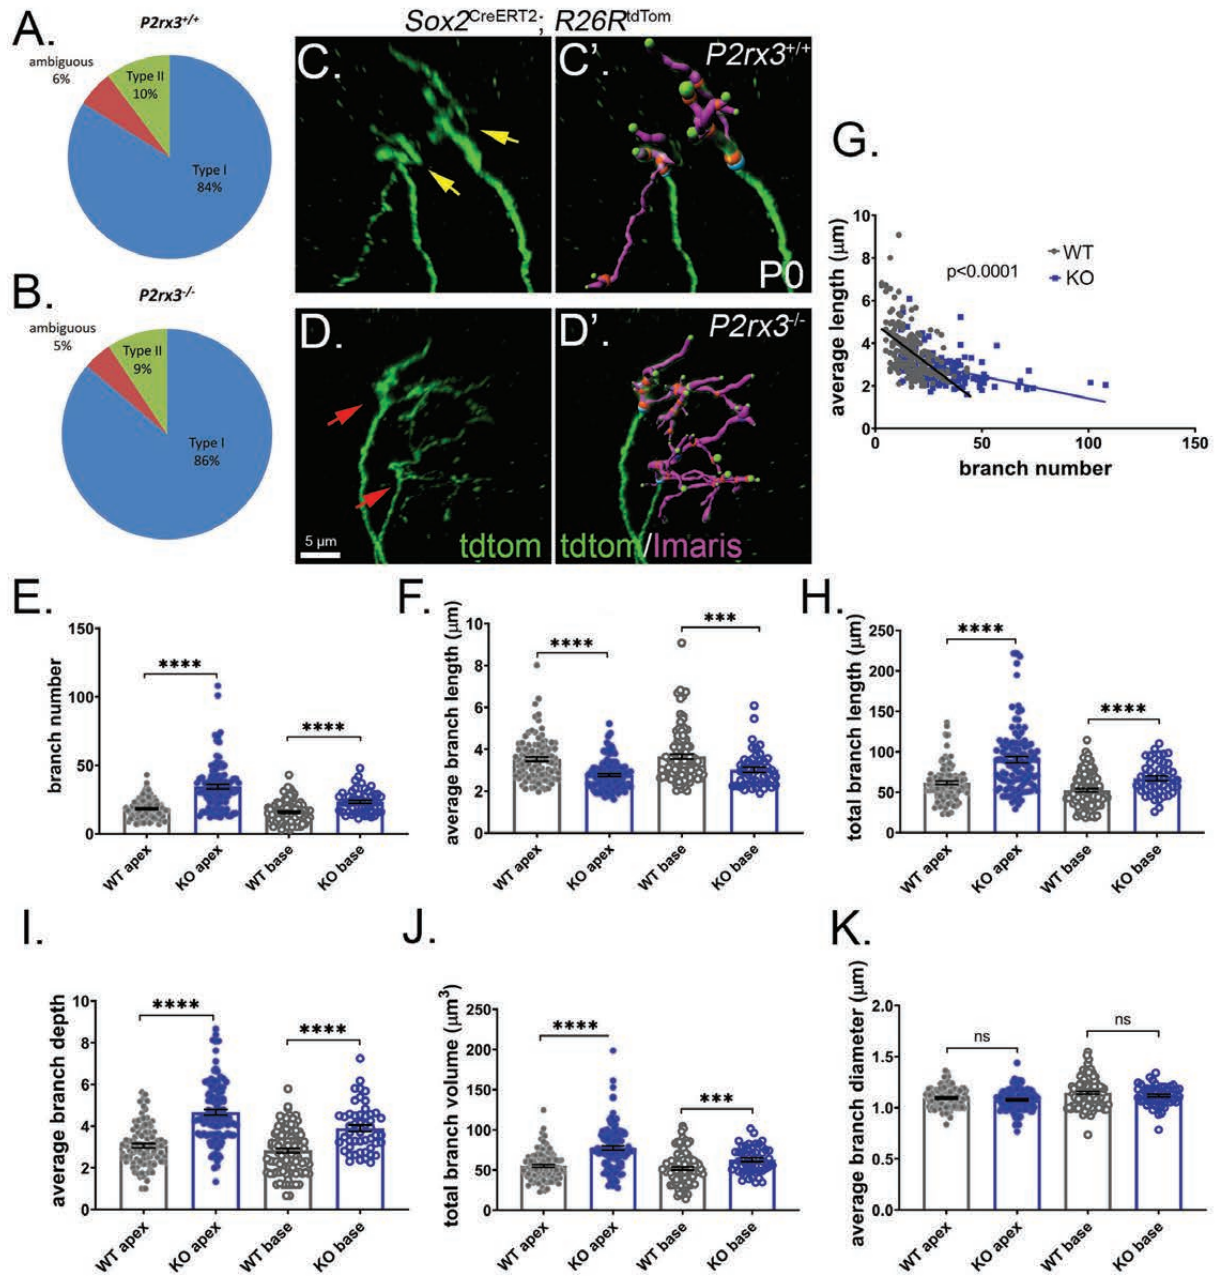 A.
P2rx3+/+
ambiguous
6%
Type II
10%
Type I
84%
B.
P2rx3-/-
ambiguous
5%
Type II
9%
Type I
86%
Sox2CreERT2; R26RtdTom
C.
C'.
P2rx3+/+
P0
D.
D'.
P2rx3-/-
5 µm
tdtom
tdtom/Imaris
G.
average length (µm)
10
8
6
4
2
0
p<0.0001
WT
KO
0
50
100
150
branch number
E.
branch number
150
100
50
0
****
****
WT apex
KO apex
WT base
KO base
F.
average branch length (µm)
10
8
6
4
2
0
****
***
WT apex
KO apex
WT base
KO base
H.
total branch length (µm)
250
200
150
100
50
0
****
****
WT apex
KO apex
WT base
KO base
I.
average branch depth
10
8
6
4
2
0
****
****
WT apex
KO apex
WT base
KO base
J.
total branch volume (µm3)
250
200
150
100
50
0
****
***
WT apex
KO apex
WT base
KO base
K.
average branch diameter (µm)
2.0
1.5
1.0
0.5
0.0
ns
ns
WT apex
KO apex
WT base
KO base